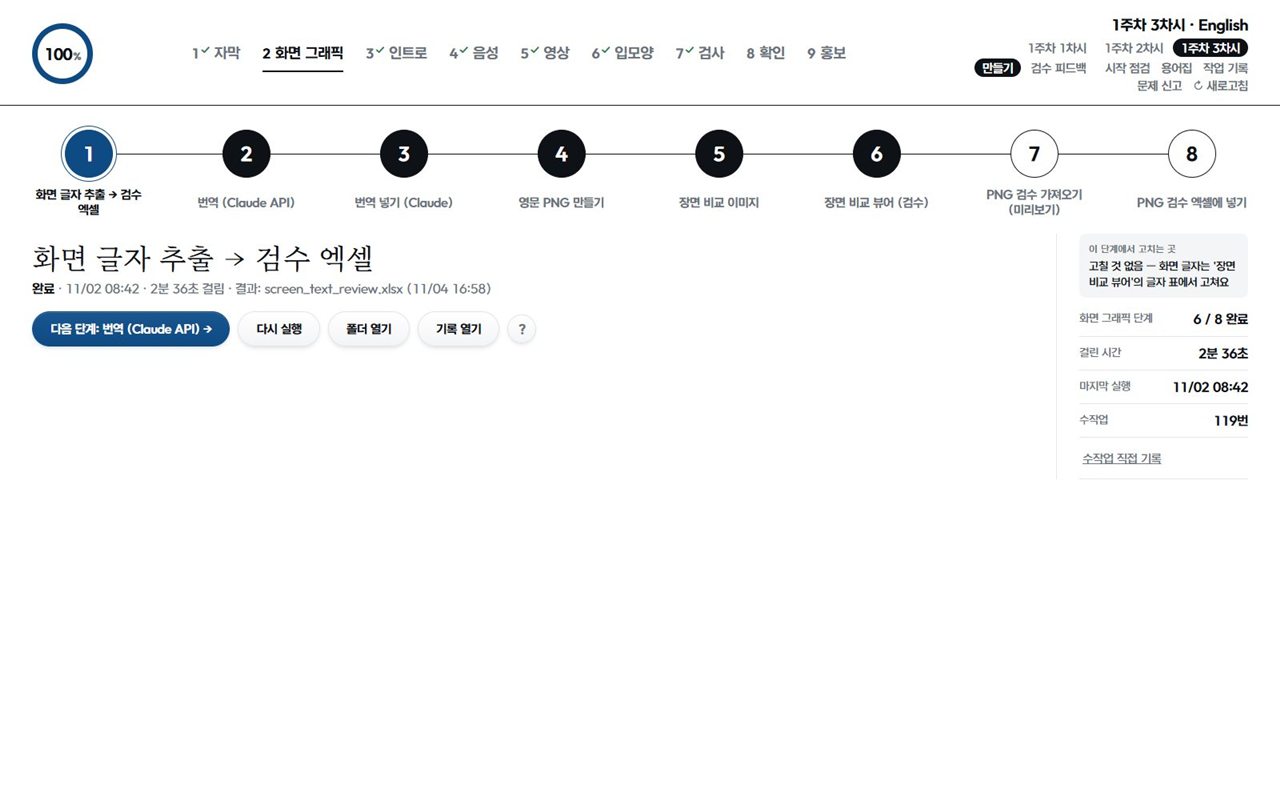 100%
1✓ 자막 2 화면 그래픽 3✓ 인트로 4✓ 음성 5✓ 영상 6✓ 입모양 7✓ 검사 8 확인 9 홍보
1주차 3차시 · English
1주차 1차시 1주차 2차시 1주차 3차시
만들기 검수 피드백 시작 점검 용어집 작업 기록
문제 신고 ↻ 새로고침
1 2 3 4 5 6 7 8
화면 글자 추출 → 검수
엑셀
번역 (Claude API)
번역 넣기 (Claude)
영문 PNG 만들기
장면 비교 이미지
장면 비교 뷰어 (검수)
PNG 검수 가져오기
(미리보기)
PNG 검수 엑셀에 넣기
화면 글자 추출 → 검수 엑셀
완료 · 11/02 08:42 · 2분 36초 걸림 · 결과: screen_text_review.xlsx (11/04 16:58)
다음 단계: 번역 (Claude API) → 다시 실행 폴더 열기 기록 열기 ?
이 단계에서 고치는 곳
고칠 것 없음 — 화면 글자는 '장면
비교 뷰어'의 글자 표에서 고쳐요
화면 그래픽 단계 6 / 8 완료
걸린 시간 2분 36초
마지막 실행 11/02 08:42
수작업 119번
수작업 직접 기록